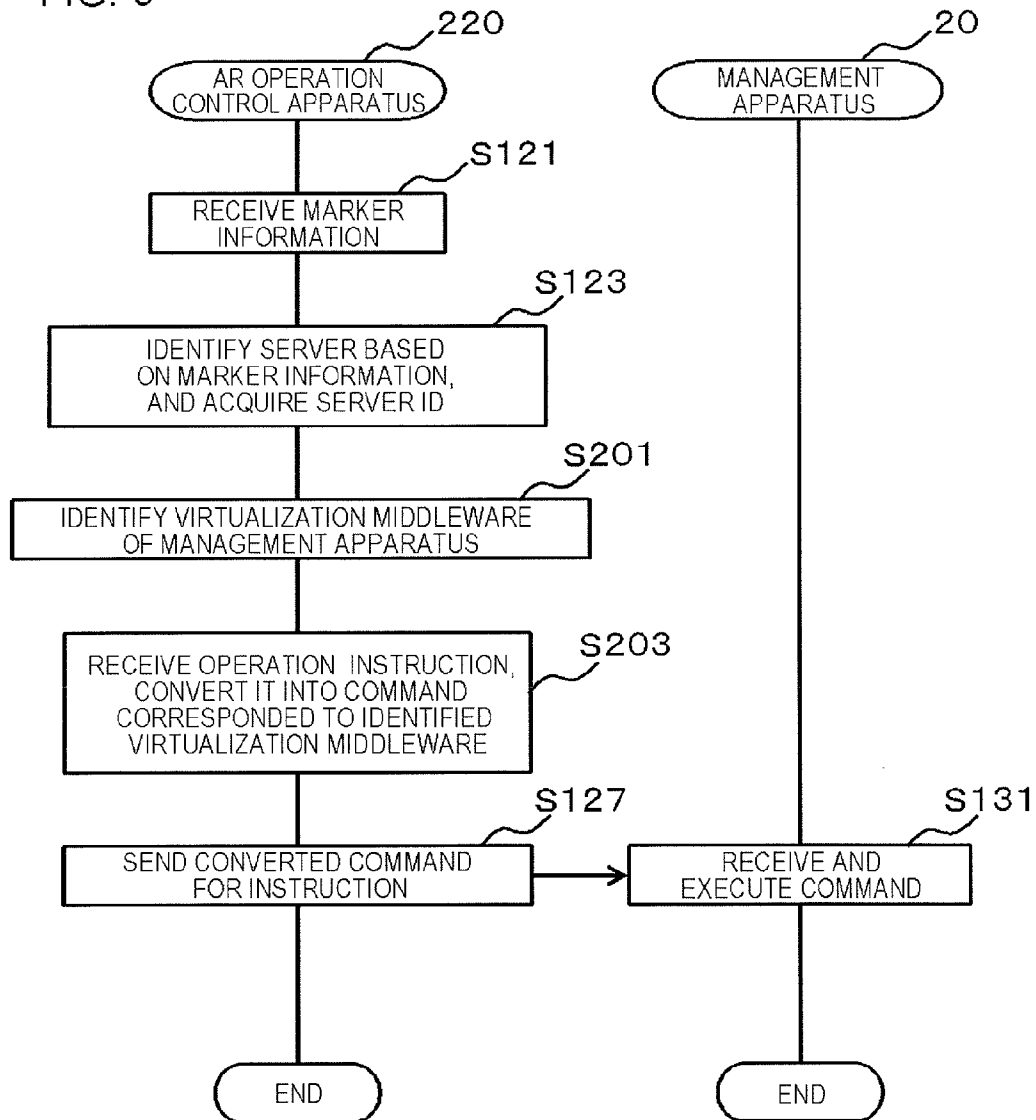 220
20
AR OPERATION
CONTROL APPARATUS
MANAGEMENT
APPARATUS
S121
RECEIVE MARKER
INFORMATION
S123
IDENTIFY SERVER BASED
ON MARKER INFORMATION,
AND ACQUIRE SERVER ID
S201
IDENTIFY VIRTUALIZATION MIDDLEWARE
OF MANAGEMENT APPARATUS
S203
RECEIVE OPERATION INSTRUCTION,
CONVERT IT INTO COMMAND
CORRESPONDED TO IDENTIFIED
VIRTUALIZATION MIDDLEWARE
S127
SEND CONVERTED COMMAND
FOR INSTRUCTION
S131
RECEIVE AND
EXECUTE COMMAND
END
END